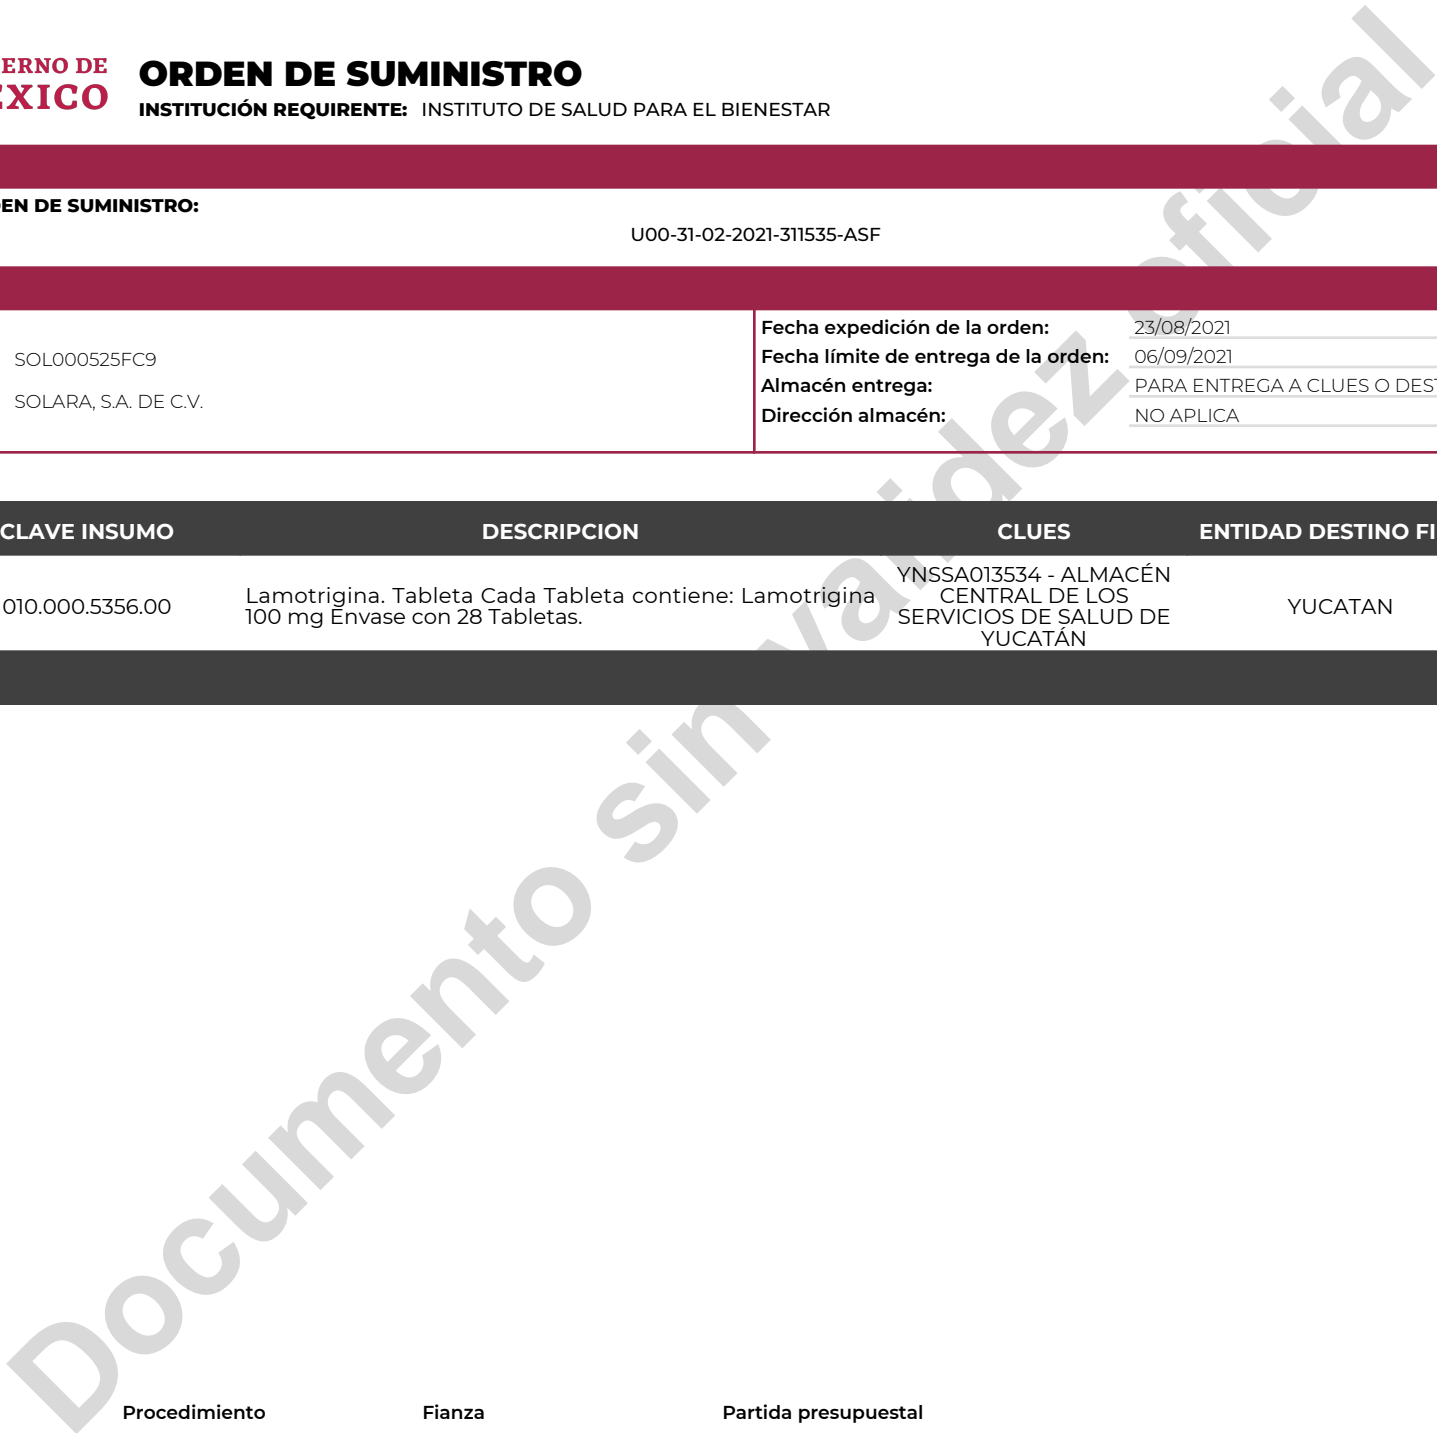 ERNO DE
ÉXICO
ORDEN DE SUMINISTRO
INSTITUCIÓN REQUIRENTE: INSTITUTO DE SALUD PARA EL BIENESTAR
EN DE SUMINISTRO:
U00-31-02-2021-311535-ASF
SOL000525FC9
SOLARA, S.A. DE C.V.
Fecha expedición de la orden: 23/08/2021
Fecha límite de entrega de la orden: 06/09/2021
Almacén entrega: PARA ENTREGA A CLUES O DEST
Dirección almacén: NO APLICA
CLAVE INSUMO DESCRIPCION CLUES ENTIDAD DESTINO FI
010.000.5356.00
Lamotrigina. Tableta Cada Tableta contiene: Lamotrigina
100 mg Envase con 28 Tabletas.
YNSSA013534 - ALMACÉN
CENTRAL DE LOS
SERVICIOS DE SALUD DE
YUCATÁN
YUCATAN
Documento sin validez oficial
Procedimiento Fianza Partida presupuestal